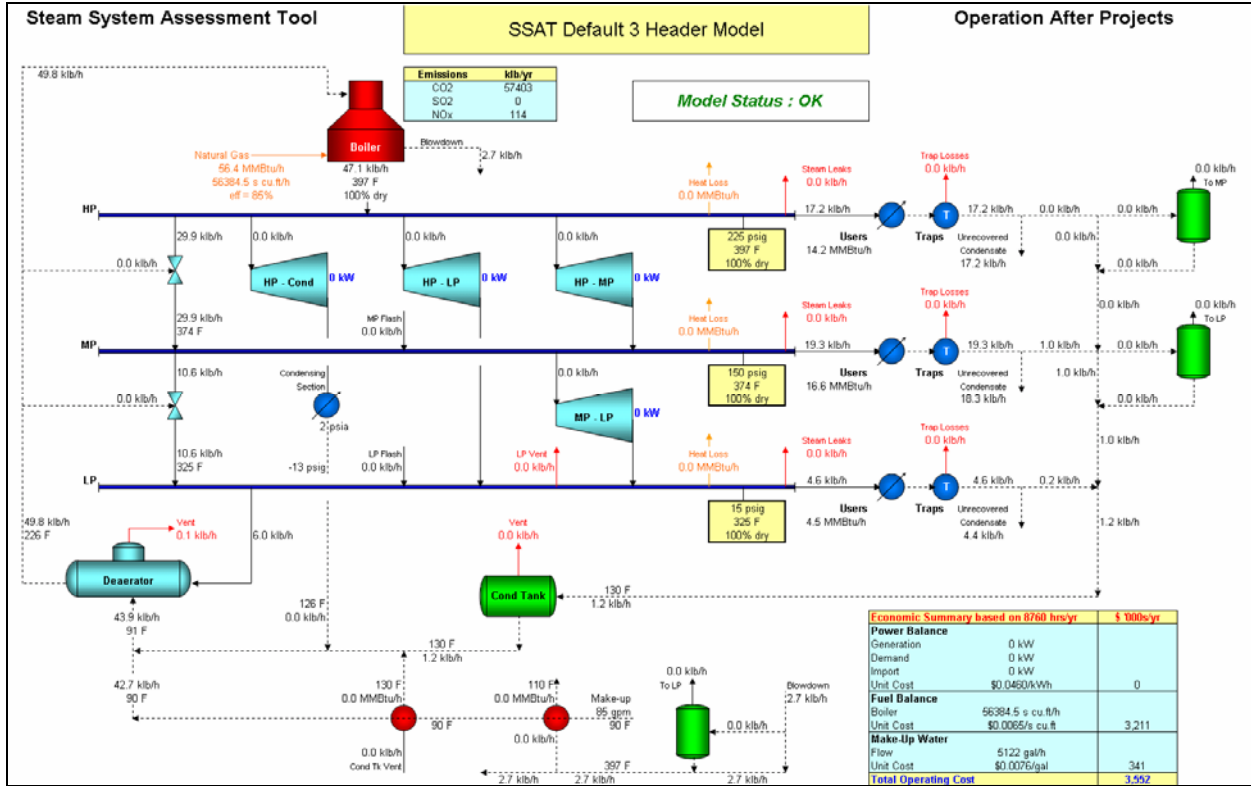 Steam System Assessment Tool
SSAT Default 3 Header Model
Operation After Projects
49.8 klb/h
Emissions klb/yr
CO2 57403
SO2 0
NOx 114
Model Status : OK
Boiler
Blowdown
2.7 klb/h
Natural Gas
56.4 MMBtu/h
56384.5 s cu.ft/h
eff = 85%
47.1 klb/h
397 F
100% dry
Heat Loss
0.0 MMBtu/h
Steam Leaks
0.0 klb/h
Trap Losses
0.0 klb/h
0.0 klb/h
To MP
HP
17.2 klb/h
17.2 klb/h
0.0 klb/h
0.0 klb/h
T
225 psig
397 F
100% dry
Users
14.2 MMBtu/h
Traps
Unrecovered
Condensate
17.2 klb/h
0.0 klb/h
0.0 klb/h
29.9 klb/h
0.0 klb/h
0.0 klb/h
0.0 klb/h
0.0 klb/h
HP - Cond
0 kW
HP - LP
0 kW
HP - MP
0 kW
29.9 klb/h
374 F
MP Flash
0.0 klb/h
Heat Loss
0.0 MMBtu/h
Steam Leaks
0.0 klb/h
Trap Losses
0.0 klb/h
0.0 klb/h
0.0 klb/h
To LP
MP
19.3 klb/h
19.3 klb/h
1.0 klb/h
0.0 klb/h
T
150 psig
374 F
100% dry
Users
16.6 MMBtu/h
Traps
Unrecovered
Condensate
18.3 klb/h
1.0 klb/h
0.0 klb/h
10.6 klb/h
Condensing
Section
0.0 klb/h
0.0 klb/h
2 psia
MP - LP
0 kW
10.6 klb/h
325 F
-13 psig
LP Flash
0.0 klb/h
LP Vent
0.0 klb/h
Heat Loss
0.0 MMBtu/h
Steam Leaks
0.0 klb/h
Trap Losses
0.0 klb/h
1.0 klb/h
LP
4.6 klb/h
4.6 klb/h
0.2 klb/h
T
15 psig
325 F
100% dry
Users
4.5 MMBtu/h
Traps
Unrecovered
Condensate
4.4 klb/h
1.2 klb/h
49.8 klb/h
226 F
Vent
0.1 klb/h
6.0 klb/h
Deaerator
Vent
0.0 klb/h
Cond Tank
130 F
1.2 klb/h
43.9 klb/h
91 F
126 F
0.0 klb/h
130 F
1.2 klb/h
42.7 klb/h
90 F
130 F
0.0 MMBtu/h
110 F
0.0 MMBtu/h
Make-up
85 gpm
90 F
90 F
0.0 klb/h
Cond Tk Vent
0.0 klb/h
0.0 klb/h
To LP
Blowdown
2.7 klb/h
0.0 klb/h
397 F
2.7 klb/h
2.7 klb/h
2.7 klb/h
Economic Summary based on 8760 hrs/yr $ '000s/yr
Power Balance
Generation 0 kW
Demand 0 kW
Import 0 kW
Unit Cost $0.0460/kWh 0
Fuel Balance
Boiler 56384.5 s cu.ft/h
Unit Cost $0.0065/s cu.ft 3,211
Make-Up Water
Flow 5122 gal/h
Unit Cost $0.0076/gal 341
Total Operating Cost 3,552